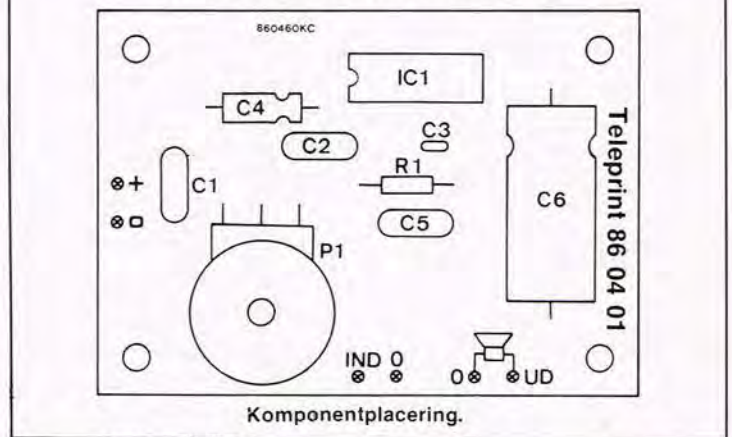 860460KC
IC1
C4
C2
C3
R1
C1
C5
C6
+
P1
IND 0
0 UD
Teleprint 86 04 01
Komponentplacering.